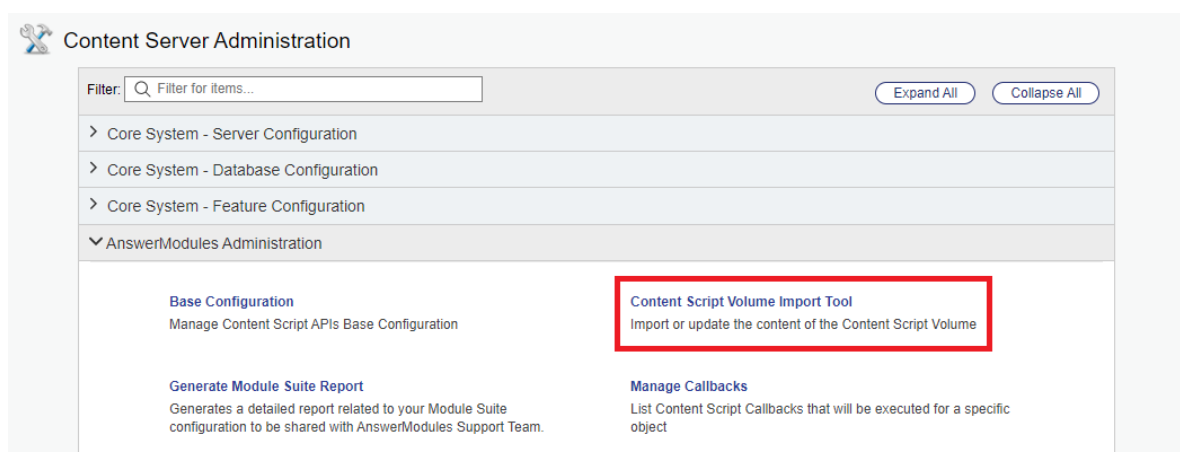 Content Server Administration
Filter: Filter for items... Expand All Collapse All
Core System - Server Configuration
Core System - Database Configuration
Core System - Feature Configuration
AnswerModules Administration
Base Configuration
Manage Content Script APIs Base Configuration
Content Script Volume Import Tool
Import or update the content of the Content Script Volume
Generate Module Suite Report
Generates a detailed report related to your Module Suite
configuration to be shared with AnswerModules Support Team.
Manage Callbacks
List Content Script Callbacks that will be executed for a specific
object